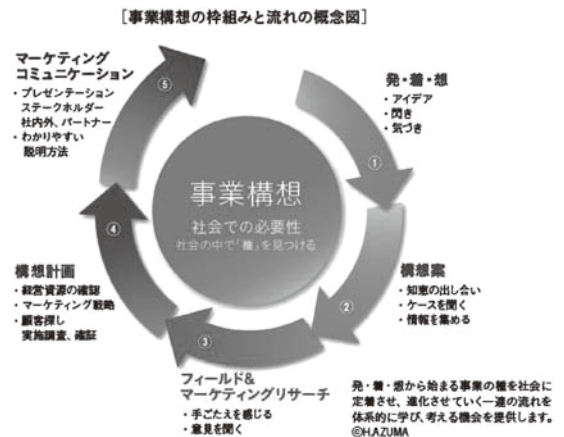 ［事業構想の枠組みと流れの概念図］
マーケティング
コミュニケーション
・プレゼンテーション
ステークホルダー
社内外、パートナー
・わかりやすい
説明方法
⑤
発・着・想
・アイデア
・閃き
・気づき
①
事業構想
社会での必要性
社会の中で「種」を見つける
④
構想計画
・経営資源の確認
・マーケティング戦略
・顧客探し
実施調査、確証
②
構想案
・知恵の出し合い
・ケースを聞く
・情報を集める
③
フィールド＆
マーケティングリサーチ
・手ごたえを感じる
・意見を聞く
発・着・想から始まる事業の種を社会に
定着させ、進化させていく一連の流れを
体系的に学び、考える機会を提供します。
©H.AZUMA